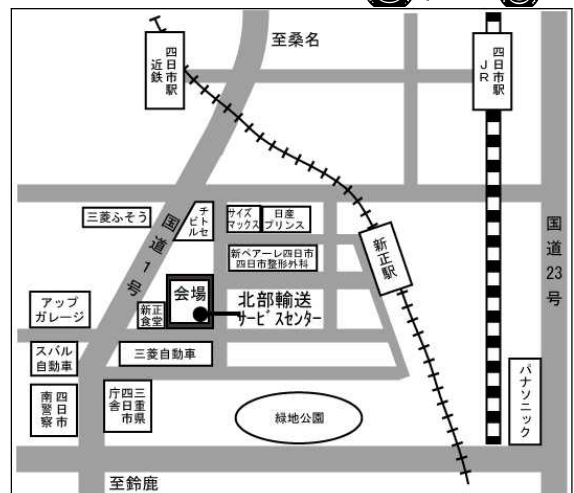 至桑名
近鉄
四日市駅
JR
四日市駅
三菱ふそう
国道1号
チビトルセ
サイズ
マックス
日産
プリンス
新ペアーレ四日市
四日市整形外科
新正駅
国道23号
会場
北部輸送
サービスセンター
アップ
ガレージ
新正
食堂
スバル
自動車
三菱自動車
パナソニック
四日市
南警察
三重県
四日市
庁舎
緑地公園
至鈴鹿